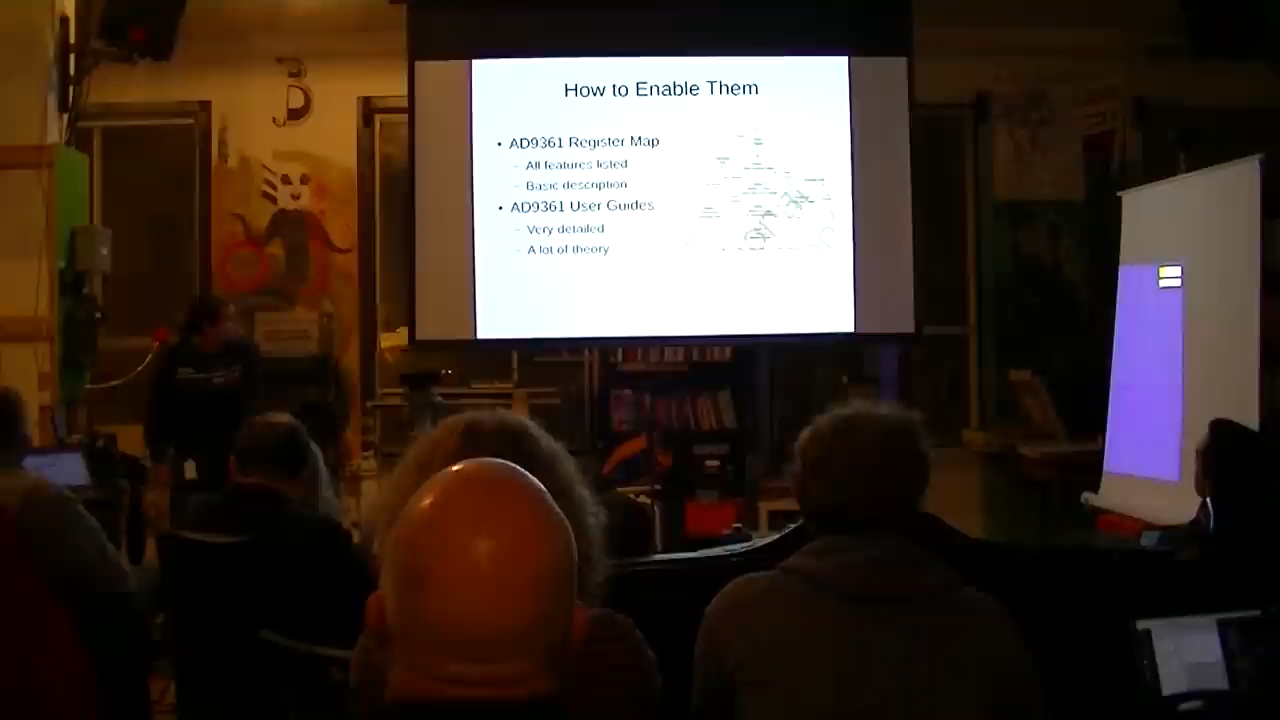 How to Enable Them
• AD9361 Register Map
– All features listed
– Basic description
• AD9361 User Guides
– Very detailed
– A lot of theory